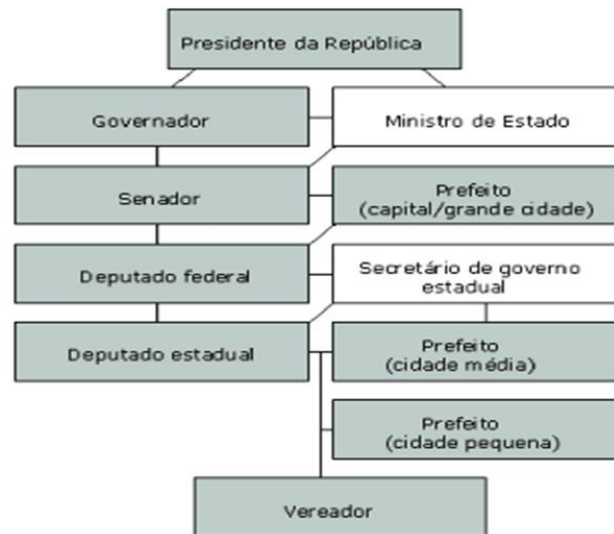 Presidente da República
Governador
Ministro de Estado
Senador
Prefeito
(capital/grande cidade)
Deputado federal
Secretário de governo
estadual
Deputado estadual
Prefeito
(cidade média)
Prefeito
(cidade pequena)
Vereador